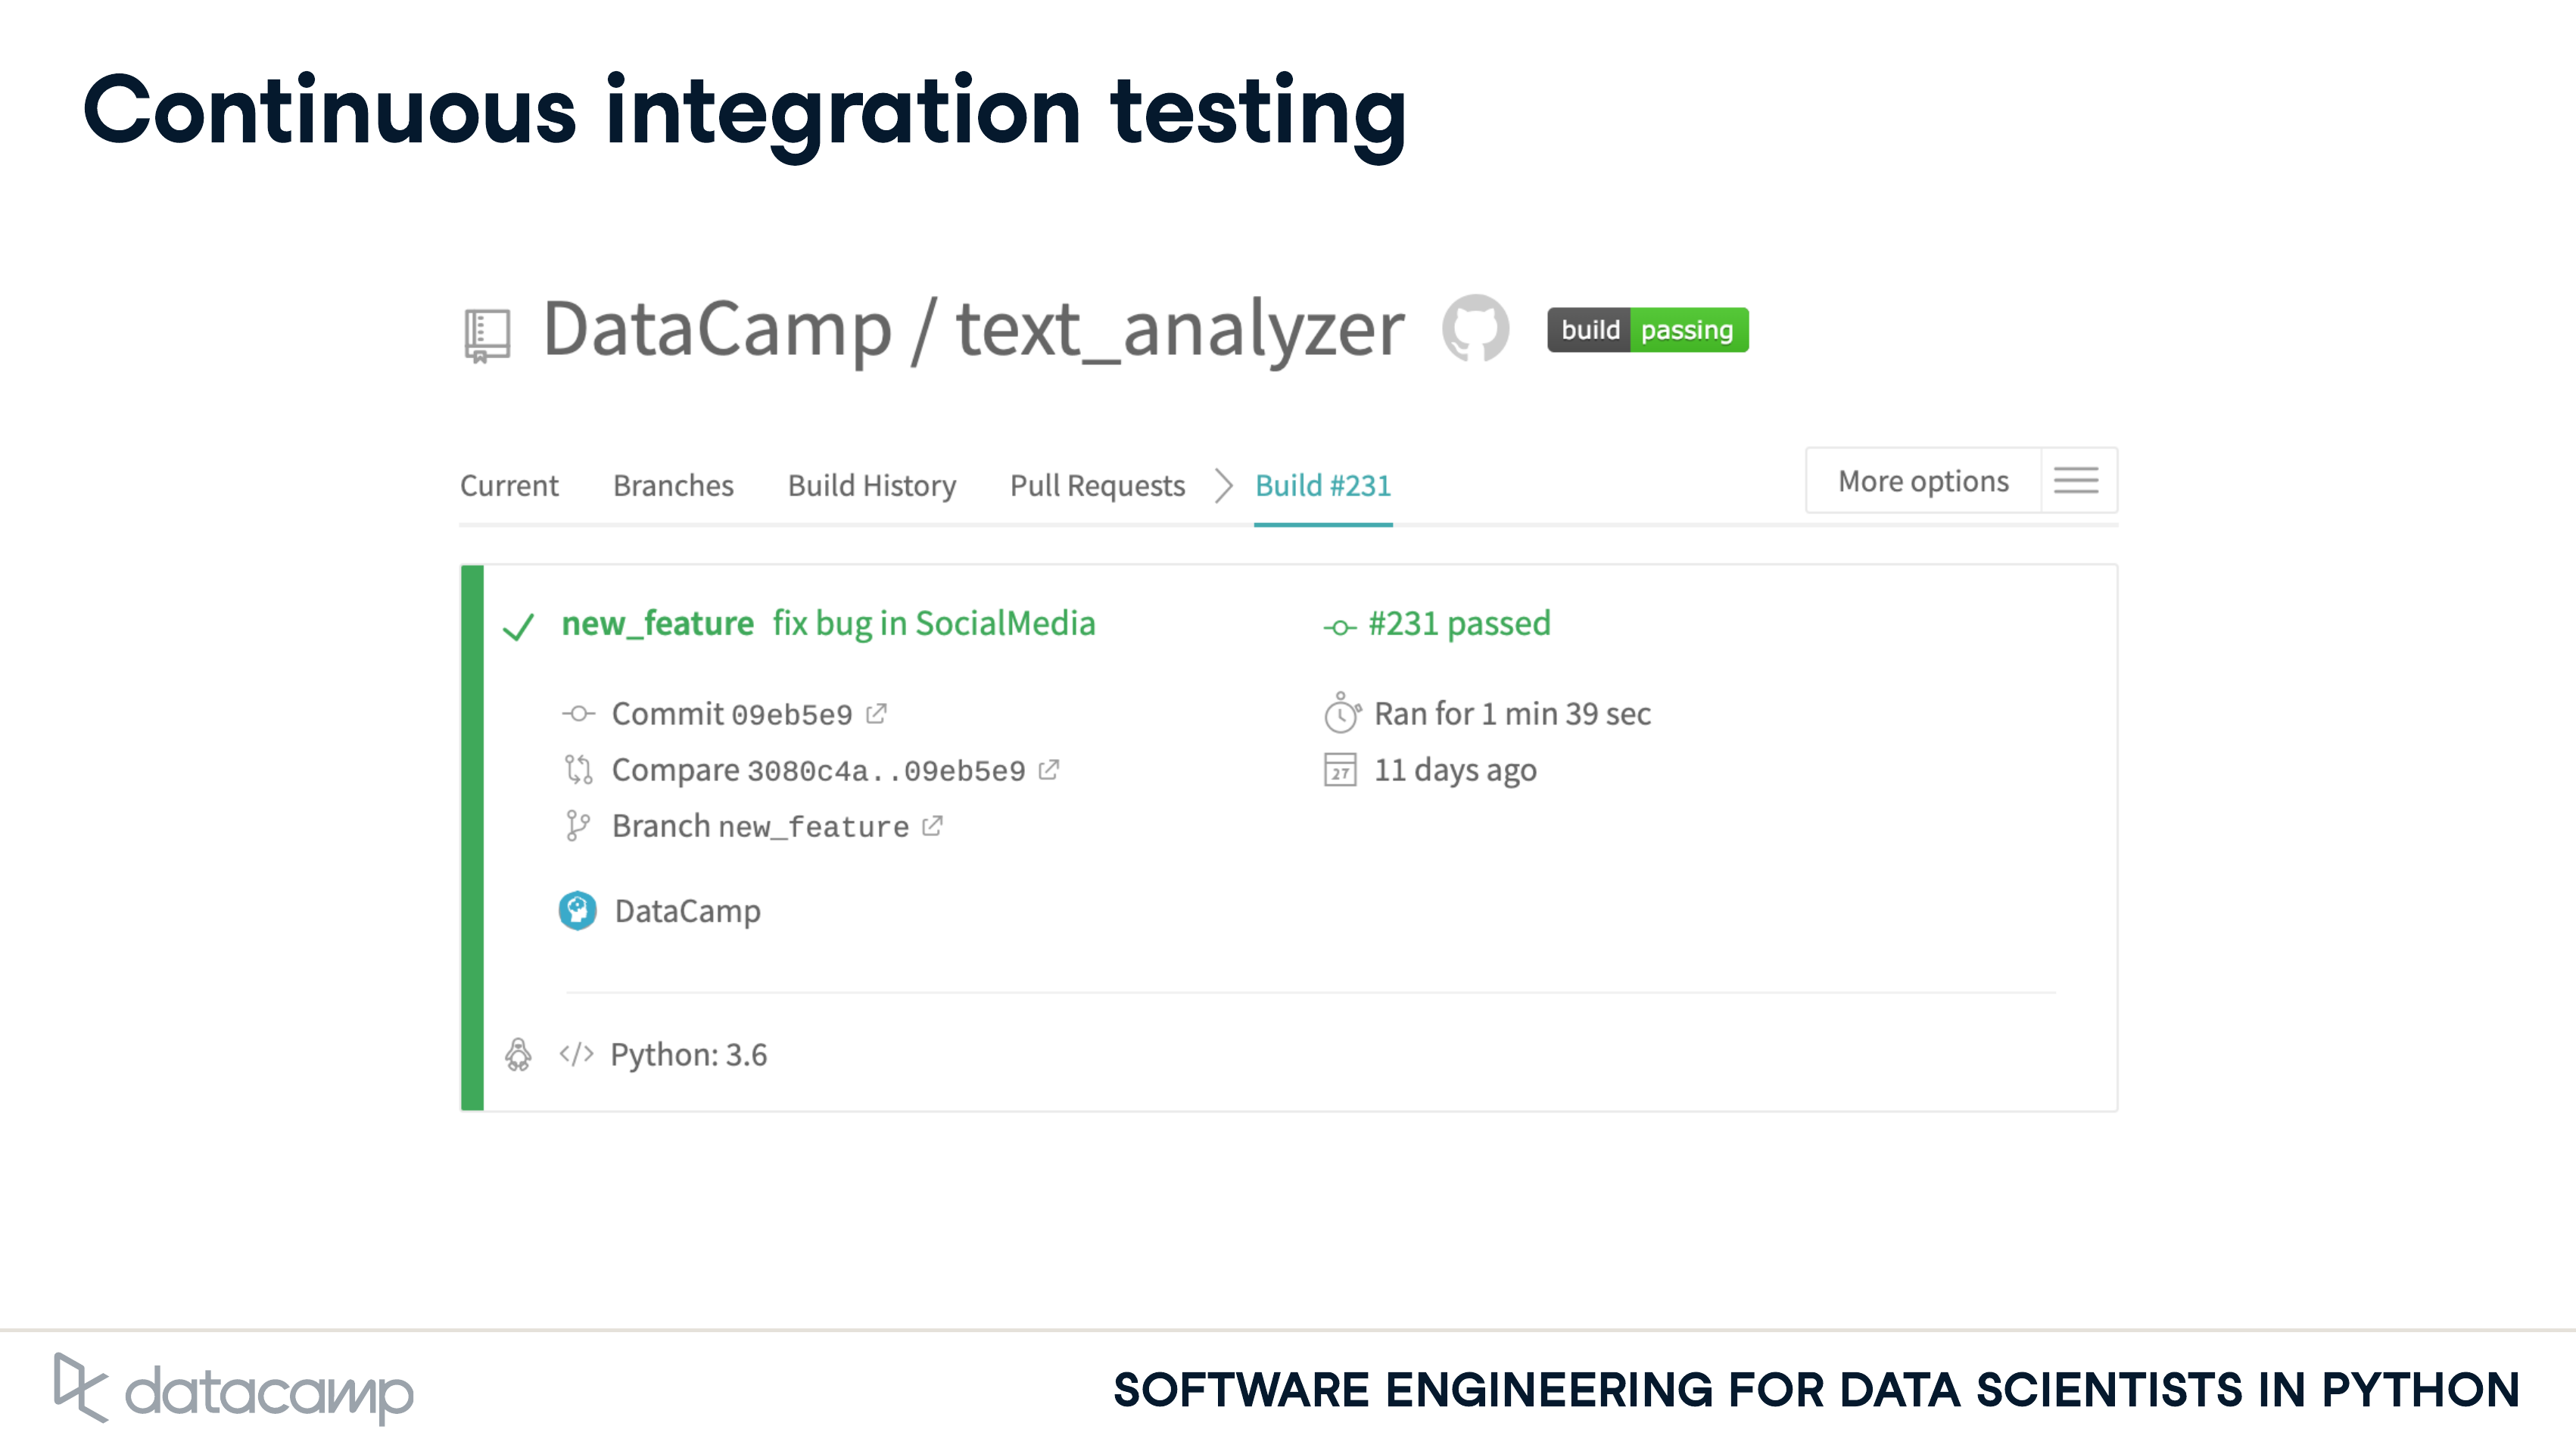 Continuous integration testing
DataCamp / text_analyzer build passing
Current Branches Build History Pull Requests Build #231 More options
new_feature fix bug in SocialMedia #231 passed
Commit 09eb5e9 Ran for 1 min 39 sec
Compare 3080c4a..09eb5e9 27 11 days ago
Branch new_feature
DataCamp
</> Python: 3.6
datacamp SOFTWARE ENGINEERING FOR DATA SCIENTISTS IN PYTHON